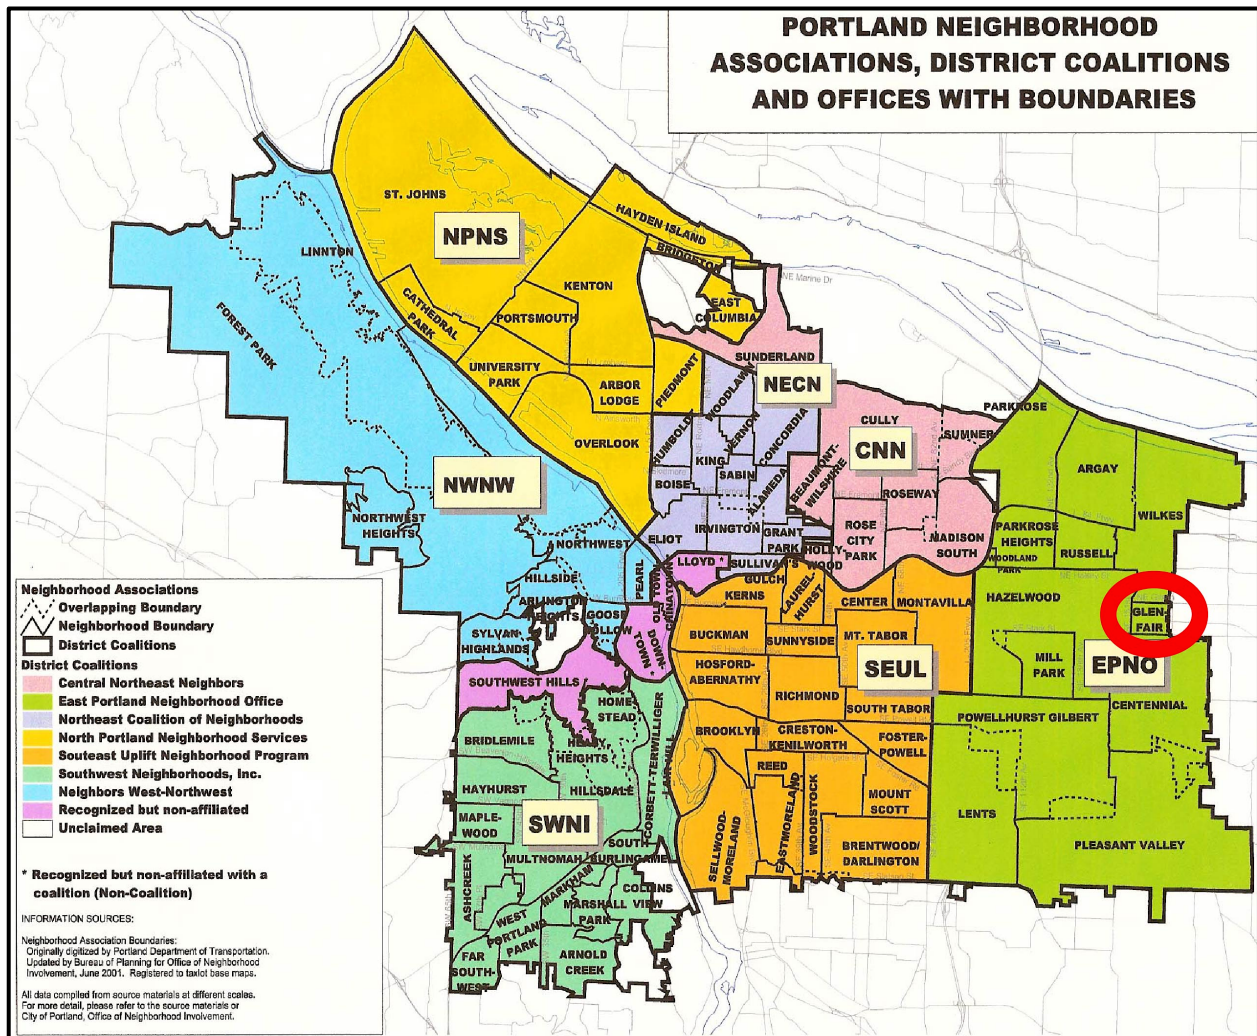 PORTLAND NEIGHBORHOOD
ASSOCIATIONS, DISTRICT COALITIONS
AND OFFICES WITH BOUNDARIES
ST. JOHNS
NPNS
HAYDEN ISLAND
BRIDGETON
NE Marine Dr
LINNTON
KENTON
EAST
COLUMBIA
CATHEDRAL
PARK
PORTSMOUTH
FOREST PARK
SUNDERLAND
UNIVERSITY
PARK
ARBOR
LODGE
PIEDMONT
NECN
WOODLAWN
PARKROSE
OVERLOOK
HUMBOLDT
VERNON
CONCORDIA
CULLY
SUMNER
CNN
KING
SABIN
BEAUMONT-
WILSHIRE
ARGAY
NWNW
BOISE
ALAMEDA
ROSEWAY
WILKES
NORTHWEST
HEIGHTS
NORTHWEST
ELIOT
IRVINGTON
GRANT
PARK
ROSE
CITY
PARK
MADISON
SOUTH
PARKROSE
HEIGHTS
WOODLAND
PARK
RUSSELL
LLOYD *
SULLIVAN'S
GULCH
HOLLY-
WOOD
HILLSIDE
PEARL
OLD TOWN
CHINATOWN *
KERNS
LAUREL-
HURST
CENTER
MONTAVILLA
HAZELWOOD
GLEN-
FAIR
ARLINGTON
HEIGHTS
GOOSE
HOLLOW
SYLVAN
HIGHLANDS
DOWN-
TOWN *
BUCKMAN
SUNNYSIDE
MT. TABOR
SEUL
MILL
PARK
EPNO
HOSFORD-
ABERNATHY
SOUTHWEST HILLS *
RICHMOND
SOUTH TABOR
POWELLHURST GILBERT
CENTENNIAL
HOME
STEAD
BROOKLYN
CRESTON-
KENILWORTH
FOSTER-
POWELL
BRIDLEMILE
HEALY
HEIGHTS
CORBETT-TERWILLIGER
LAIR HILL
REED
HAYHURST
HILLSDALE
MOUNT
SCOTT
SWNI
MAPLE-
WOOD
SELLWOOD-
MORELAND
EASTMORELAND
WOODSTOCK
LENTS
SOUTH
BURLINGAME
MULTNOMAH
BRENTWOOD/
DARLINGTON
PLEASANT VALLEY
ASHCREEK
MARKHAM
COLLINS
VIEW
MARSHALL
PARK
WEST
PORTLAND
PARK
FAR
SOUTH-
WEST
ARNOLD
CREEK
Neighborhood Associations
Overlapping Boundary
Neighborhood Boundary
District Coalitions
District Coalitions
Central Northeast Neighbors
East Portland Neighborhood Office
Northeast Coalition of Neighborhoods
North Portland Neighborhood Services
Souteast Uplift Neighborhood Program
Southwest Neighborhoods, Inc.
Neighbors West-Northwest
Recognized but non-affiliated
Unclaimed Area
* Recognized but non-affiliated with a
coalition (Non-Coalition)
INFORMATION SOURCES:
Neighborhood Association Boundaries:
Originally digitized by Portland Department of Transportation.
Updated by Bureau of Planning for Office of Neighborhood
Involvement, June 2001. Registered to taxlot base maps.
All data compiled from source materials at different scales.
For more detail, please refer to the source materials or
City of Portland, Office of Neighborhood Involvement.